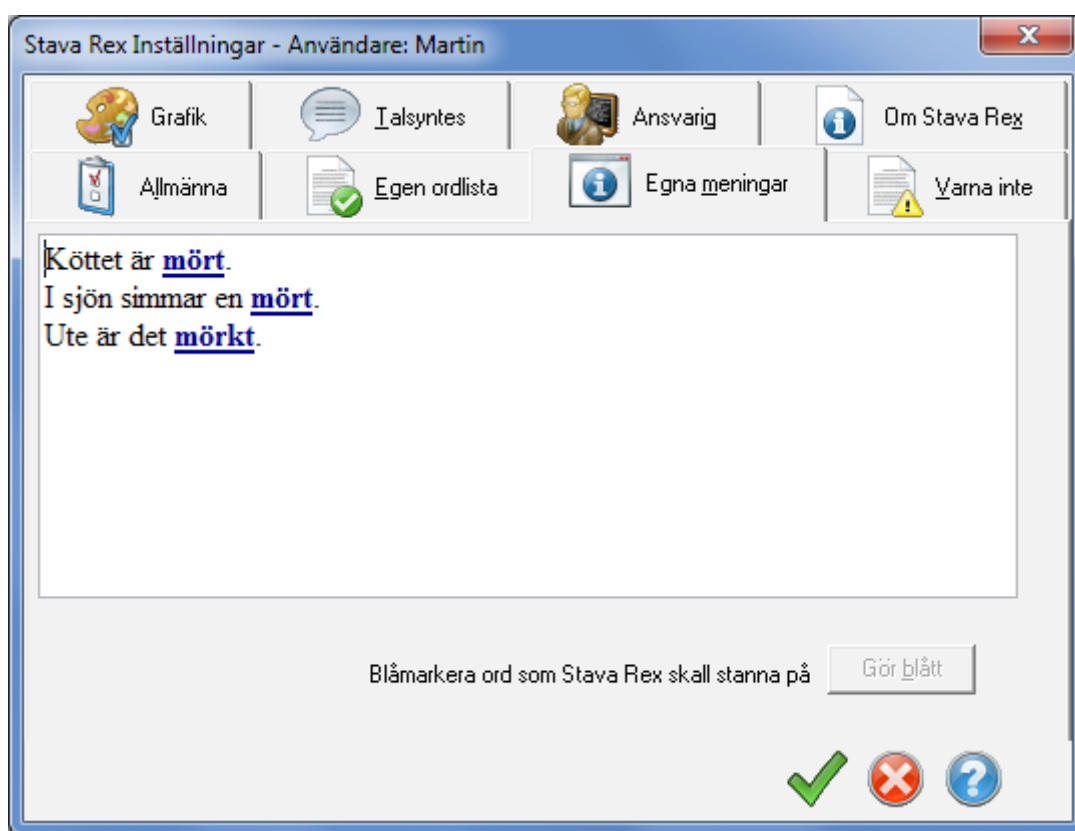 Stava Rex Inställningar - Användare: Martin
Grafik
Talsyntes
Ansvarig
Om Stava Rex
Allmänna
Egen ordlista
Egna meningar
Varna inte
Köttet är mört.
I sjön simmar en mört.
Ute är det mörkt.
Blåmarkera ord som Stava Rex skall stanna på
Gör blått